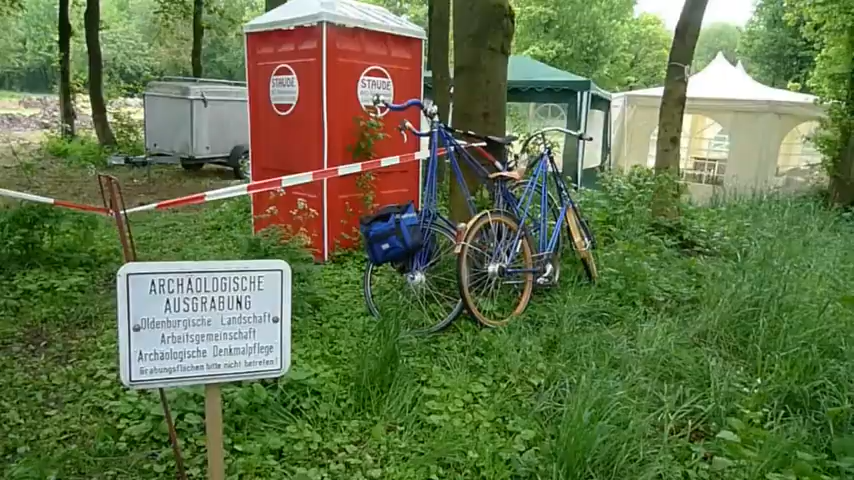 STAUDE
STAUDE
ARCHÄOLOGISCHE
AUSGRABUNG
Oldenburgische Landschaft
Arbeitsgemeinschaft
Archäologische Denkmalpflege
Grabungsflächen bitte nicht betreten